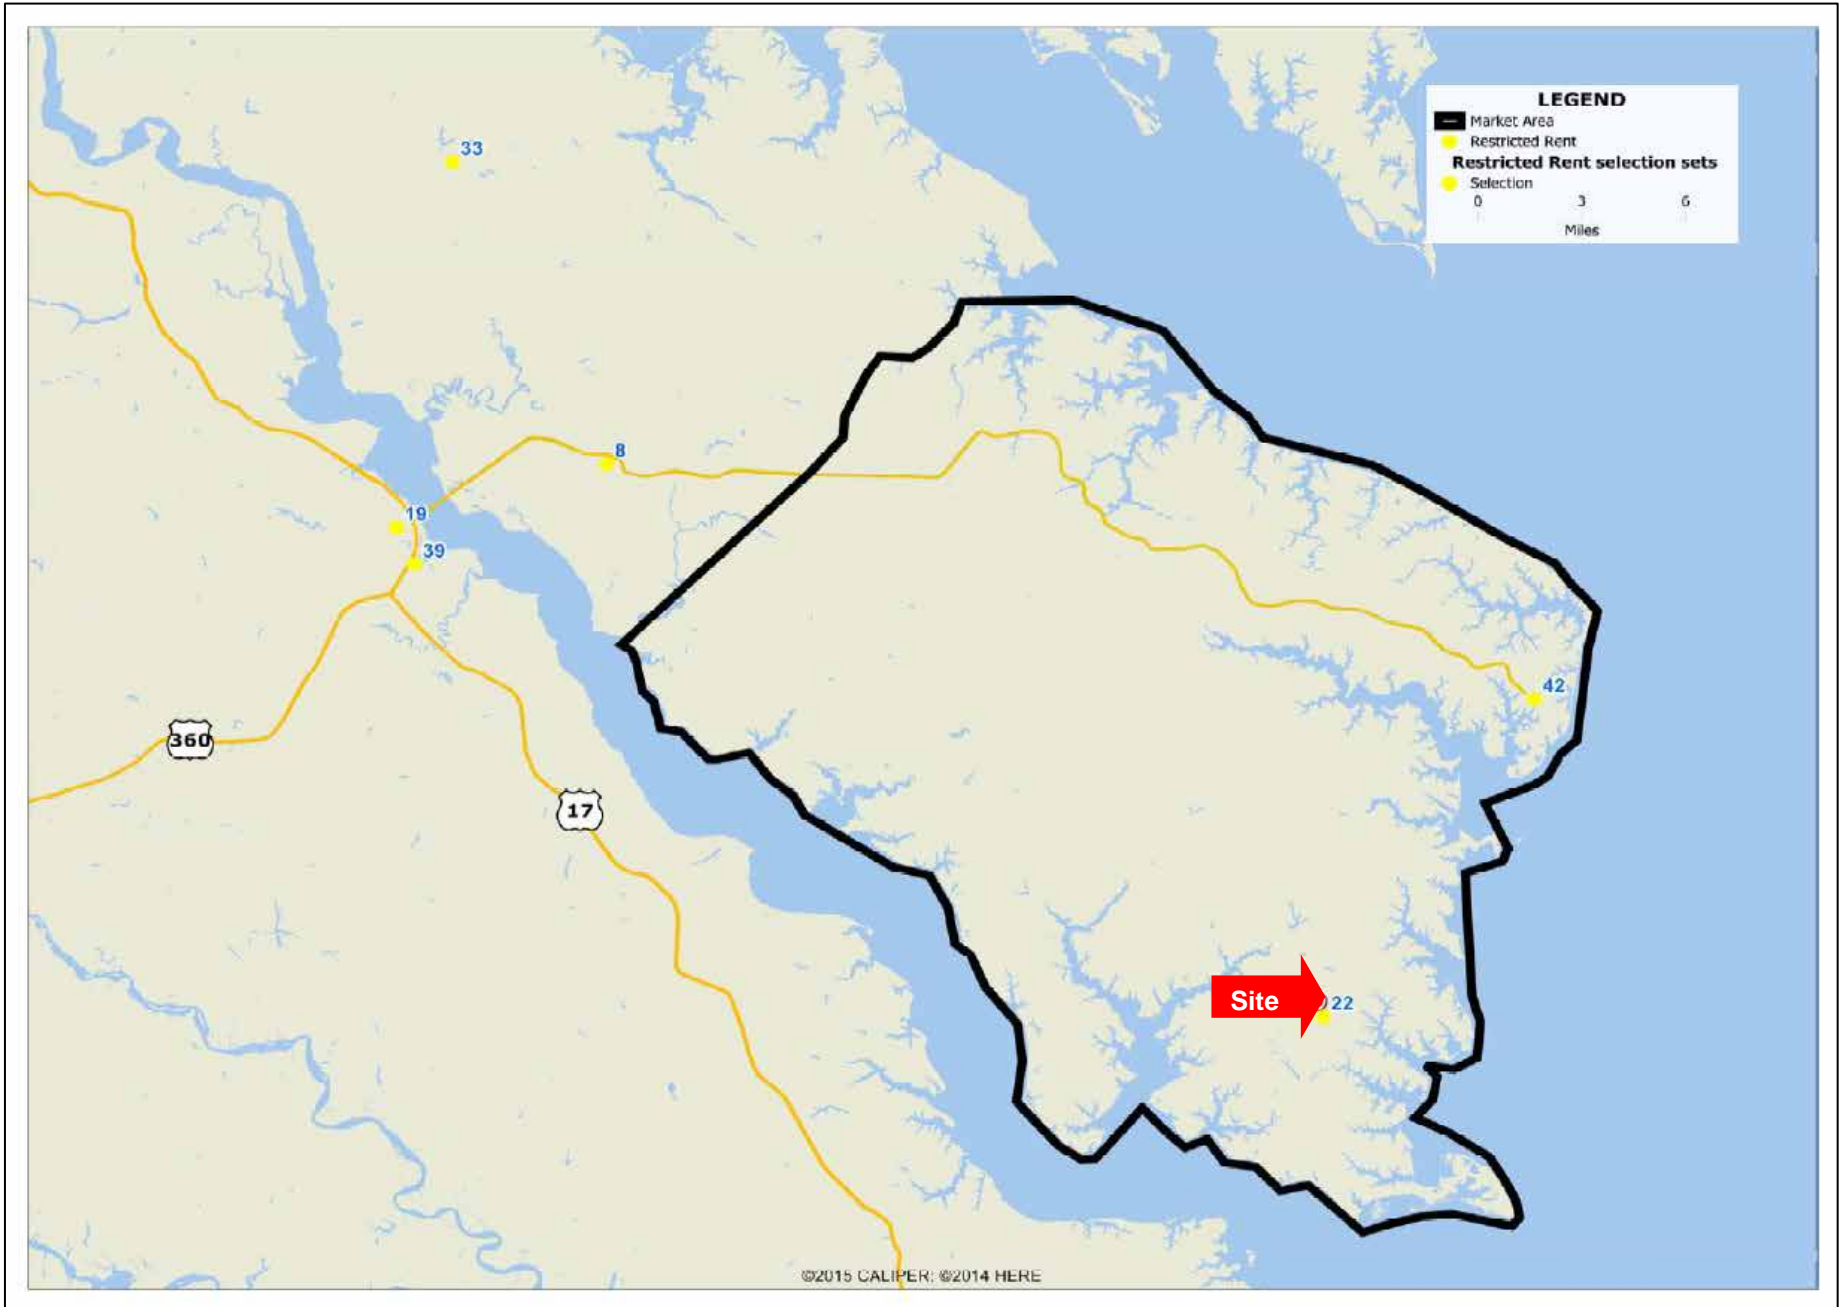 LEGEND
Market Area
Restricted Rent
Restricted Rent selection sets
Selection
0 3 6
Miles
33
8
19
39
42
360
17
Site
22
©2015 CALIPER; ©2014 HERE